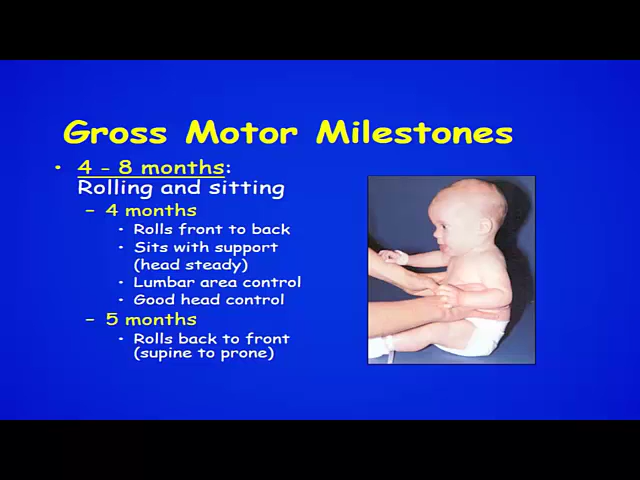 Gross Motor Milestones
• 4 - 8 months:
Rolling and sitting
– 4 months
• Rolls front to back
• Sits with support
(head steady)
• Lumbar area control
• Good head control
– 5 months
• Rolls back to front
(supine to prone)